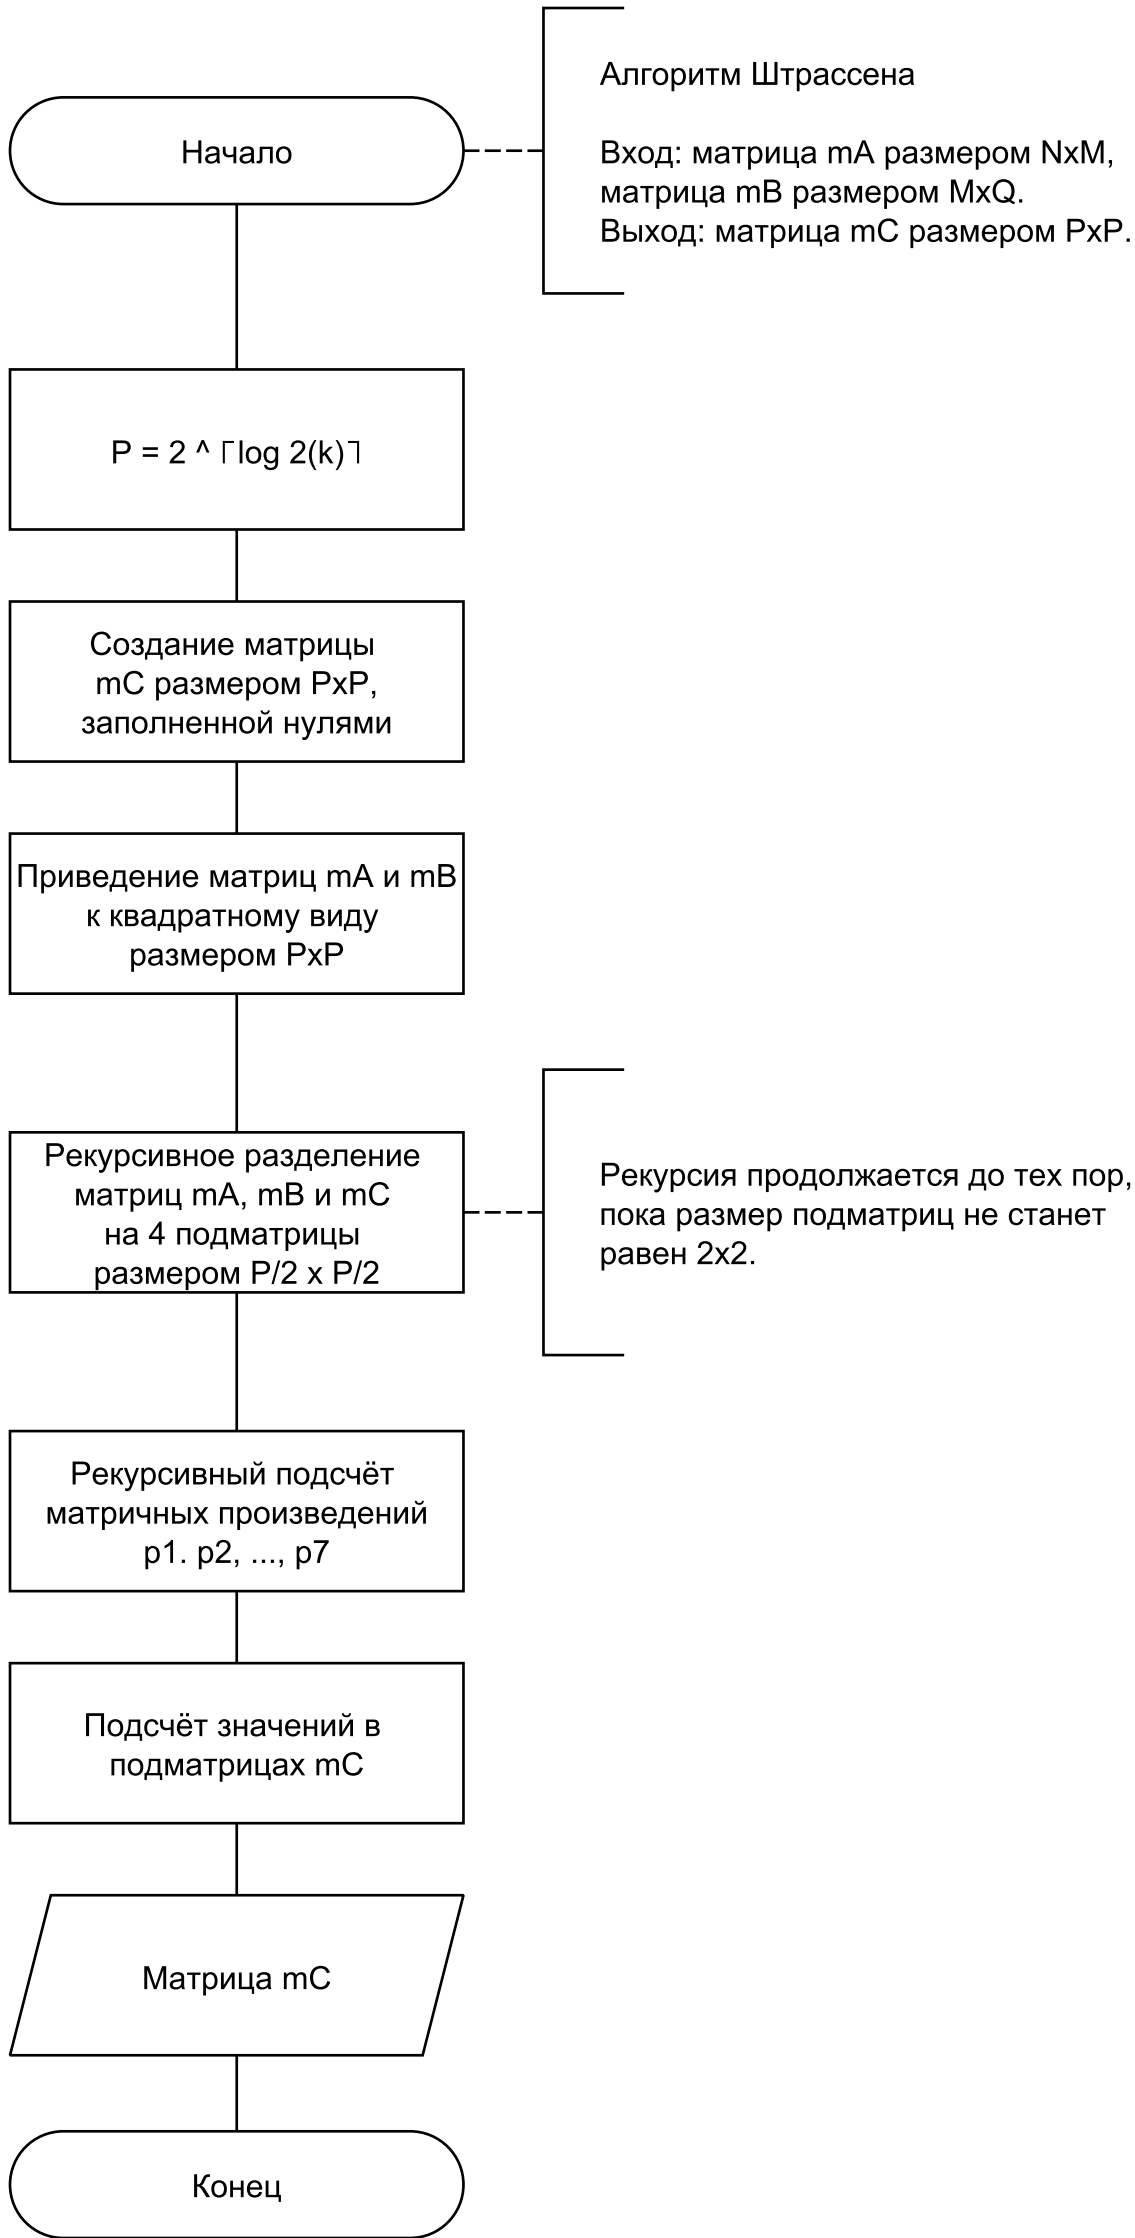 Алгоритм Штрассена
Начало
Вход: матрица mA размером NxM,
матрица mB размером MxQ.
Выход: матрица mC размером PxP.
P = 2 ^ ⌈log 2(k)⌉
Создание матрицы
mC размером PxP,
заполненной нулями
Приведение матриц mA и mB
к квадратному виду
размером PxP
Рекурсивное разделение
матриц mA, mB и mC
на 4 подматрицы
размером P/2 x P/2
Рекурсия продолжается до тех пор,
пока размер подматриц не станет
равен 2x2.
Рекурсивный подсчёт
матричных произведений
p1. p2, ..., p7
Подсчёт значений в
подматрицах mC
Матрица mC
Конец